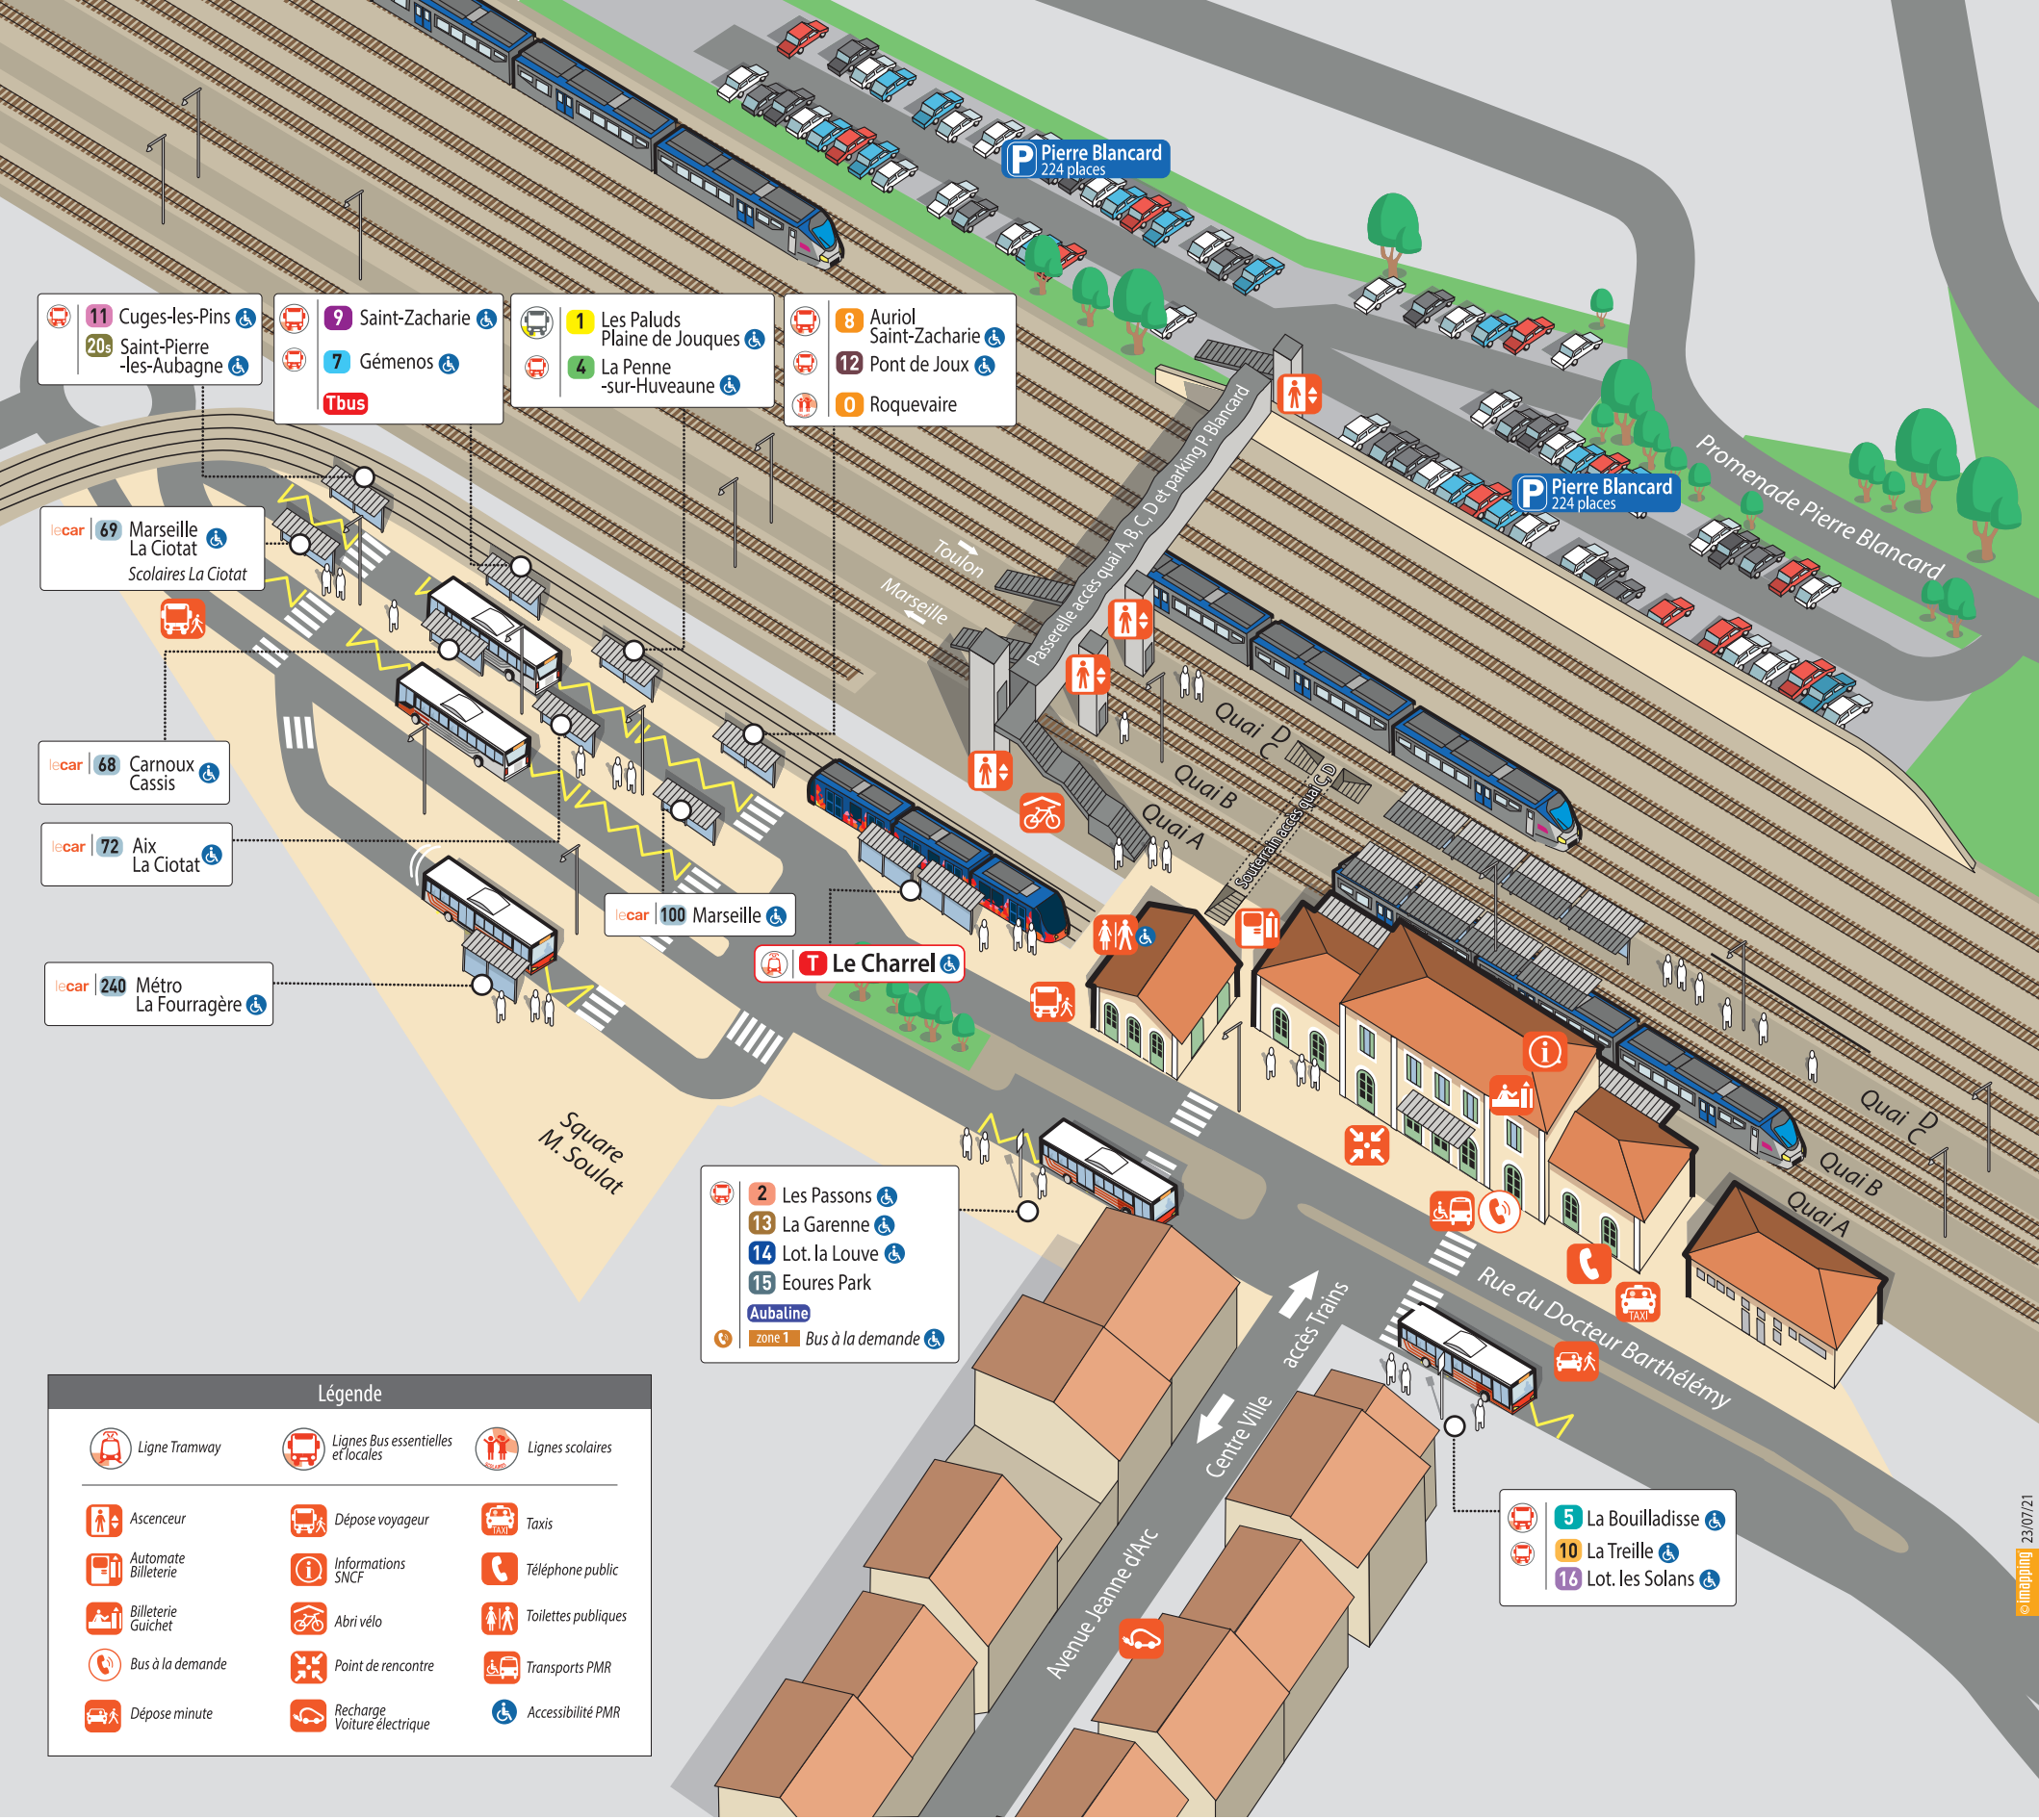 P Pierre Blancard
224 places
11 Cuges-les-Pins
20s Saint-Pierre
-les-Aubagne
9 Saint-Zacharie
7 Gémenos
Tbus
1 Les Paluds
Plaine de Jouques
4 La Penne
-sur-Huveaune
8 Auriol
Saint-Zacharie
12 Pont de Joux
0 Roquevaire
Passerelle accès quai A, B, C, D et parking P. Blancard
P Pierre Blancard
224 places
Promenade Pierre Blancard
lecar 69 Marseille
La Ciotat
Scolaires La Ciotat
Toulon
Marseille
lecar 68 Carnoux
Cassis
lecar 72 Aix
La Ciotat
lecar 100 Marseille
T Le Charrel
lecar 240 Métro
La Fourragère
Quai D
C
Quai B
Quai A
Souterrain accès quai C, D
Quai D
C
Quai B
Quai A
Square
M. Soulat
2 Les Passons
13 La Garenne
14 Lot. la Louve
15 Eoures Park
Aubaline
zone 1 Bus à la demande
TAXI
Rue du Docteur Barthélémy
accès Trains
Centre Ville
Avenue Jeanne d'Arc
5 La Bouilladisse
10 La Treille
16 Lot. les Solans
Légende
Ligne Tramway
Lignes Bus essentielles
et locales
Lignes scolaires
Ascenceur
Dépose voyageur
TAXI
Taxis
Automate
Billeterie
Informations
SNCF
Téléphone public
Billeterie
Guichet
Abri vélo
Toilettes publiques
Bus à la demande
Point de rencontre
Transports PMR
Dépose minute
Recharge
Voiture électrique
Accessibilité PMR
© imapping 23/07/21